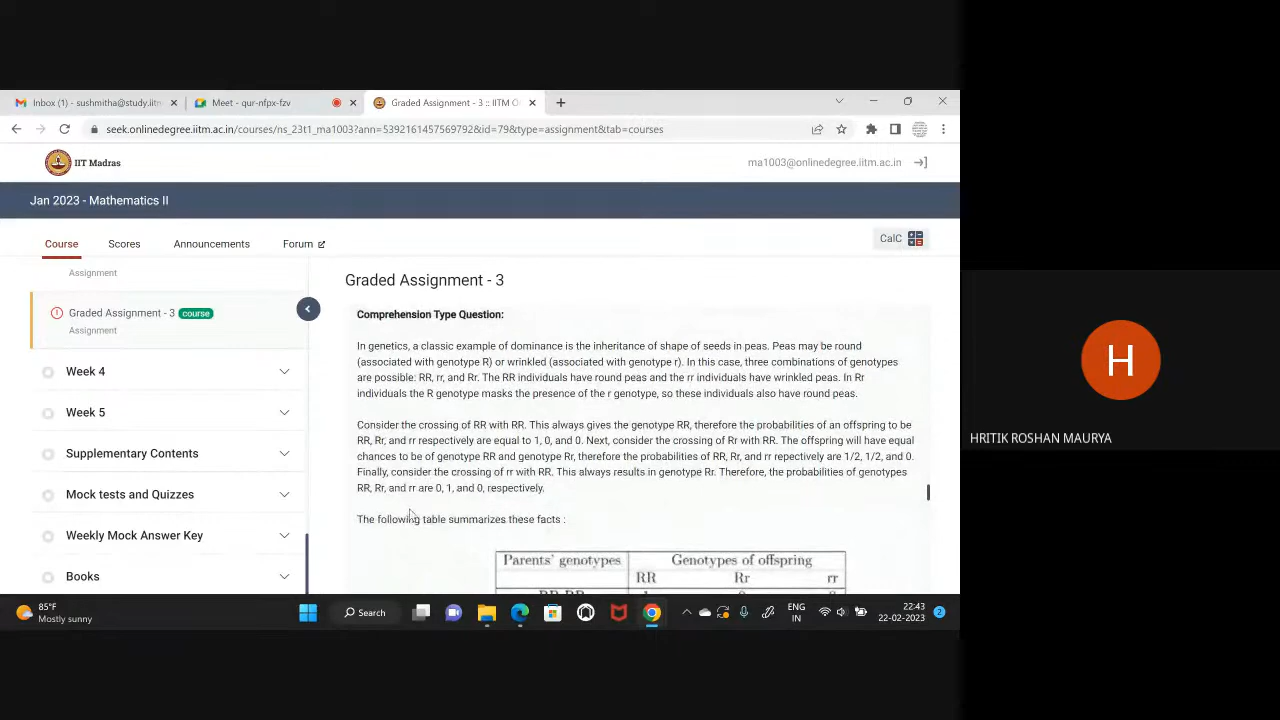 Inbox (1) - sushmitha@study.iitm
Meet - qur-nfpx-fzv
Graded Assignment - 3 :: IITM O
seek.onlinedegree.iitm.ac.in/courses/ns_23t1_ma1003?ann=5392161457569792&id=79&type=assignment&tab=courses
IIT Madras
ma1003@onlinedegree.iitm.ac.in
Jan 2023 - Mathematics II
Course Scores Announcements Forum
CalC
Assignment
Graded Assignment - 3 course
Assignment
Week 4
Week 5
Supplementary Contents
Mock tests and Quizzes
Weekly Mock Answer Key
Books
Graded Assignment - 3
Comprehension Type Question:
In genetics, a classic example of dominance is the inheritance of shape of seeds in peas. Peas may be round
(associated with genotype R) or wrinkled (associated with genotype r). In this case, three combinations of genotypes
are possible: RR, rr, and Rr. The RR individuals have round peas and the rr individuals have wrinkled peas. In Rr
individuals the R genotype masks the presence of the r genotype, so these individuals also have round peas.
Consider the crossing of RR with RR. This always gives the genotype RR, therefore the probabilities of an offspring to be
RR, Rr, and rr respectively are equal to 1, 0, and 0. Next, consider the crossing of Rr with RR. The offspring will have equal
chances to be of genotype RR and genotype Rr, therefore the probabilities of RR, Rr, and rr repectively are 1/2, 1/2, and 0.
Finally, consider the crossing of rr with RR. This always results in genotype Rr. Therefore, the probabilities of genotypes
RR, Rr, and rr are 0, 1, and 0, respectively.
The following table summarizes these facts :
Parents' genotypes Genotypes of offspring
RR Rr rr
HRITIK ROSHAN MAURYA
H
85°F
Mostly sunny
Search
ENG
IN
22:43
22-02-2023
2